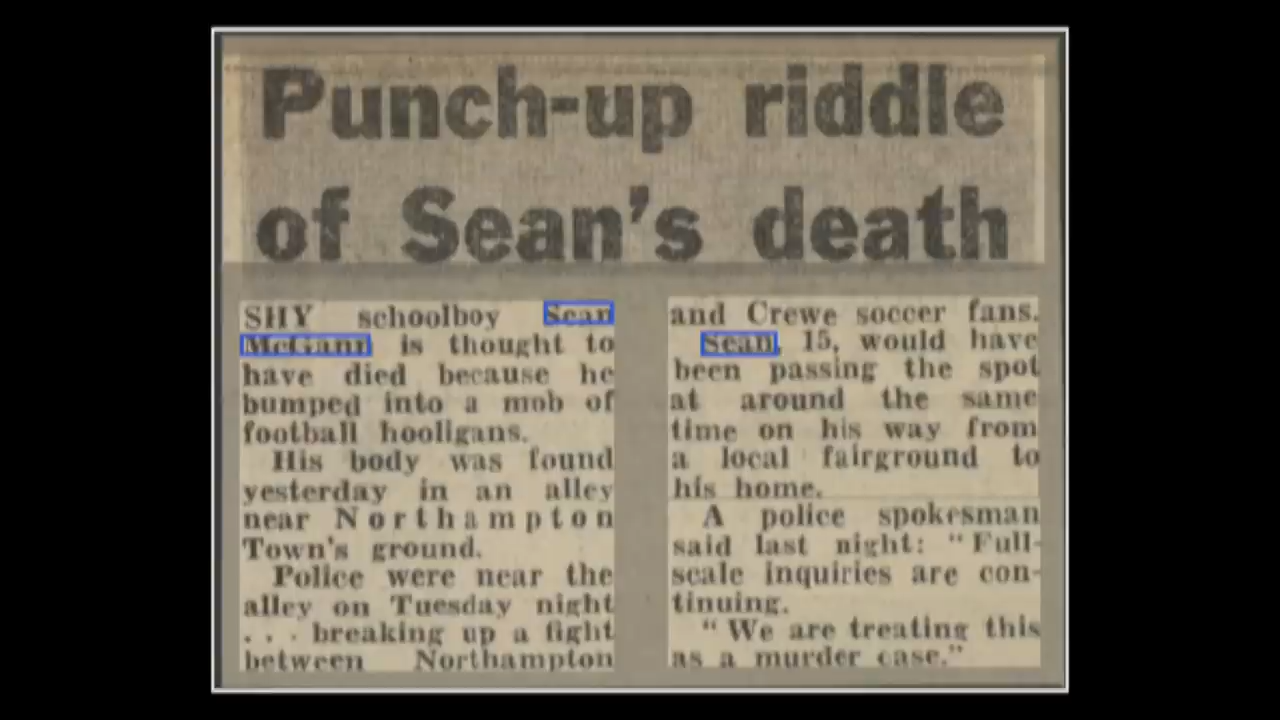 Punch-up riddle
of Sean's death
SHY schoolboy Sean
McGann is thought to
have died because he
bumped into a mob of
football hooligans.
His body was found
yesterday in an alley
near Northampton
Town's ground.
Police were near the
alley on Tuesday night
. . . breaking up a fight
between Northampton
and Crewe soccer fans.
Sean, 15, would have
been passing the spot
at around the same
time on his way from
a local fairground to
his home.
A police spokesman
said last night: "Full-
scale inquiries are con-
tinuing.
"We are treating this
as a murder case."